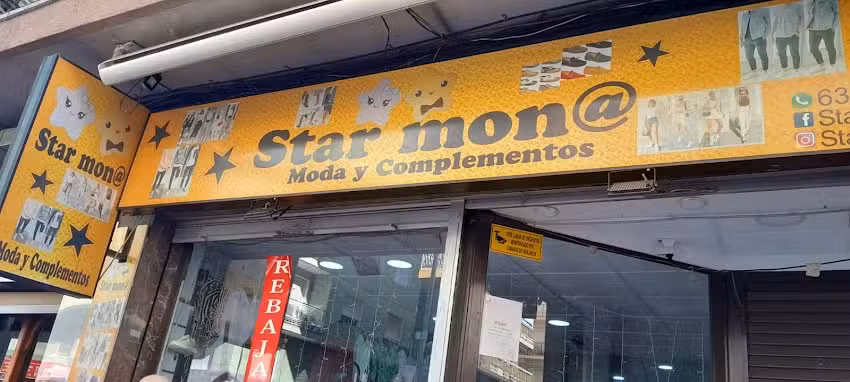 Star mon@
Moda y Complementos
Star mon@
Moda y Complementos
63
Sta
Sta
REBAJA